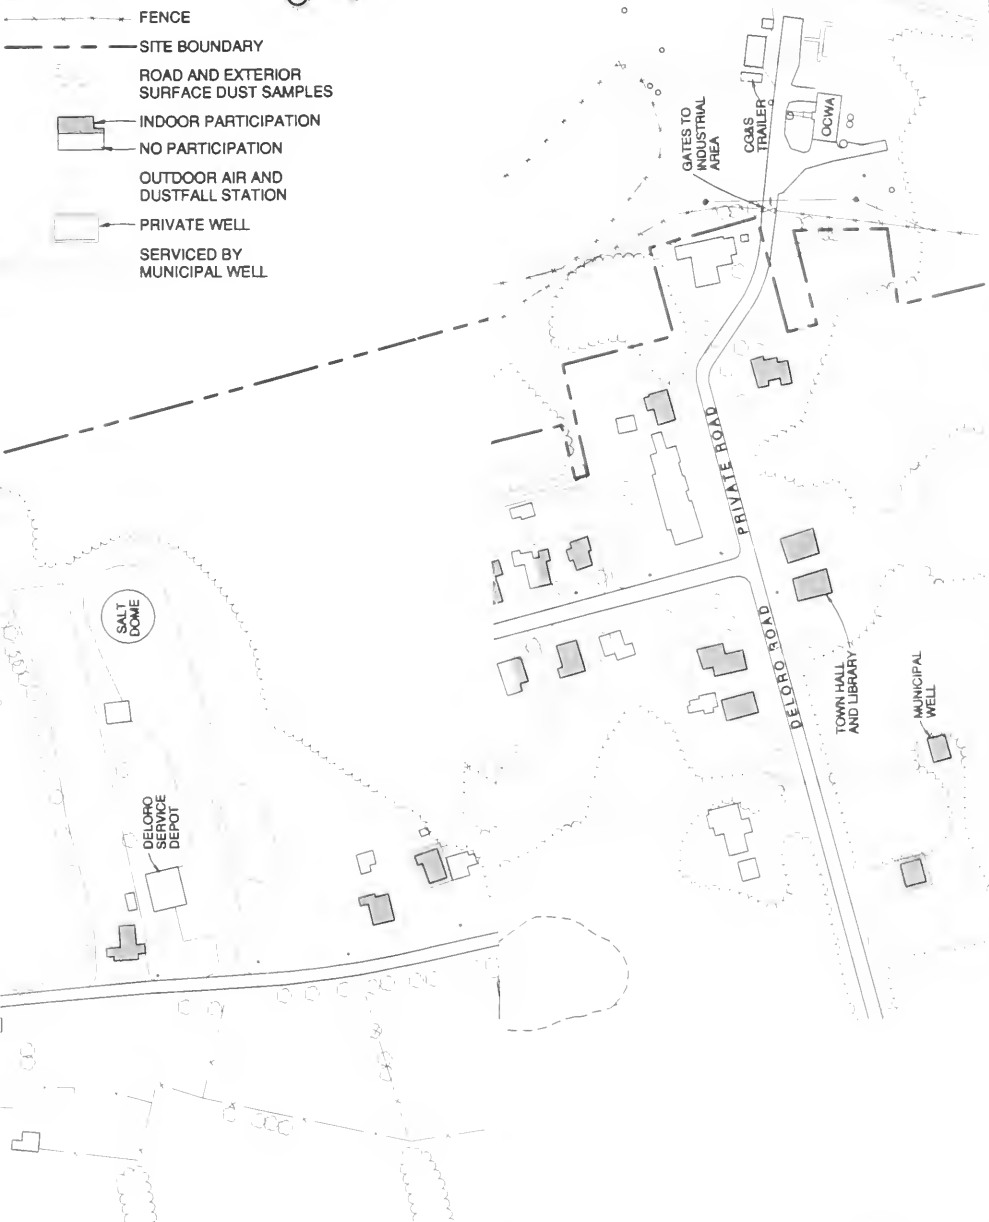 FENCE
SITE BOUNDARY
ROAD AND EXTERIOR
SURFACE DUST SAMPLES
INDOOR PARTICIPATION
NO PARTICIPATION
OUTDOOR AIR AND
DUSTFALL STATION
PRIVATE WELL
SERVICED BY
MUNICIPAL WELL
GATES TO
INDUSTRIAL
AREA
CG&S
TRAILER
OCWA
PRIVATE ROAD
SALT
DOME
DELORO ROAD
TOWN HALL
AND LIBRARY
MUNICIPAL
WELL
DELORO
SERVICE
DEPOT